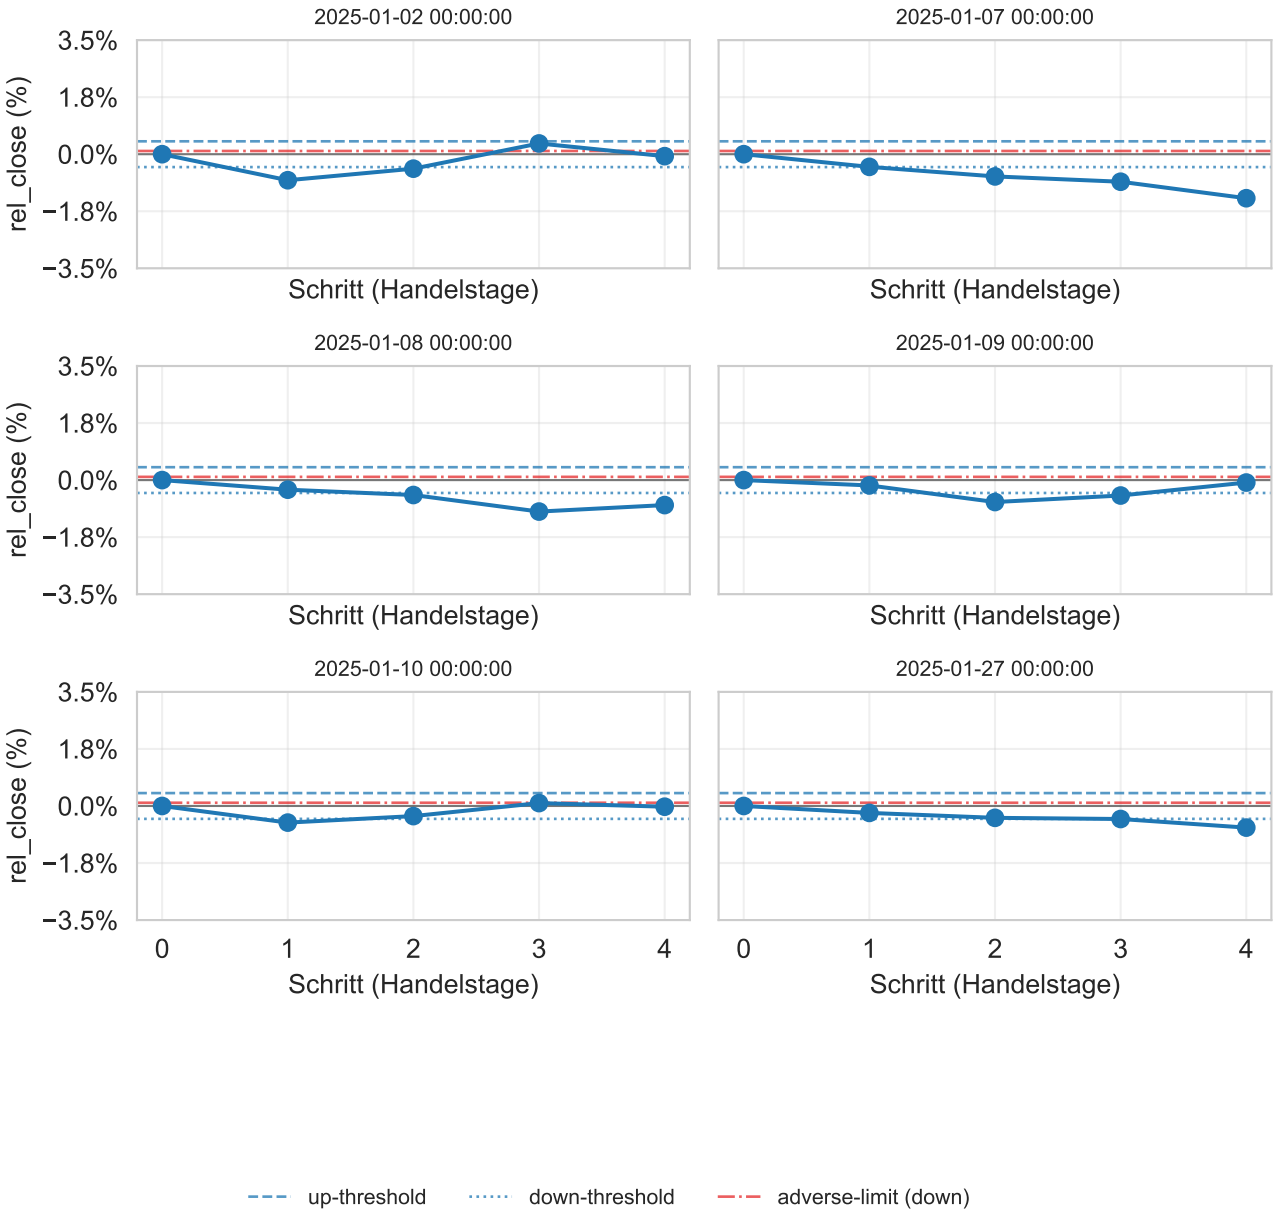 2025-01-02 00:00:00
2025-01-07 00:00:00
rel_close (%)
3.5%
1.8%
0.0%
−1.8%
−3.5%
Schritt (Handelstage)
Schritt (Handelstage)
2025-01-08 00:00:00
2025-01-09 00:00:00
rel_close (%)
3.5%
1.8%
0.0%
−1.8%
−3.5%
Schritt (Handelstage)
Schritt (Handelstage)
2025-01-10 00:00:00
2025-01-27 00:00:00
rel_close (%)
3.5%
1.8%
0.0%
−1.8%
−3.5%
0 1 2 3 4
0 1 2 3 4
Schritt (Handelstage)
Schritt (Handelstage)
up-threshold down-threshold adverse-limit (down)